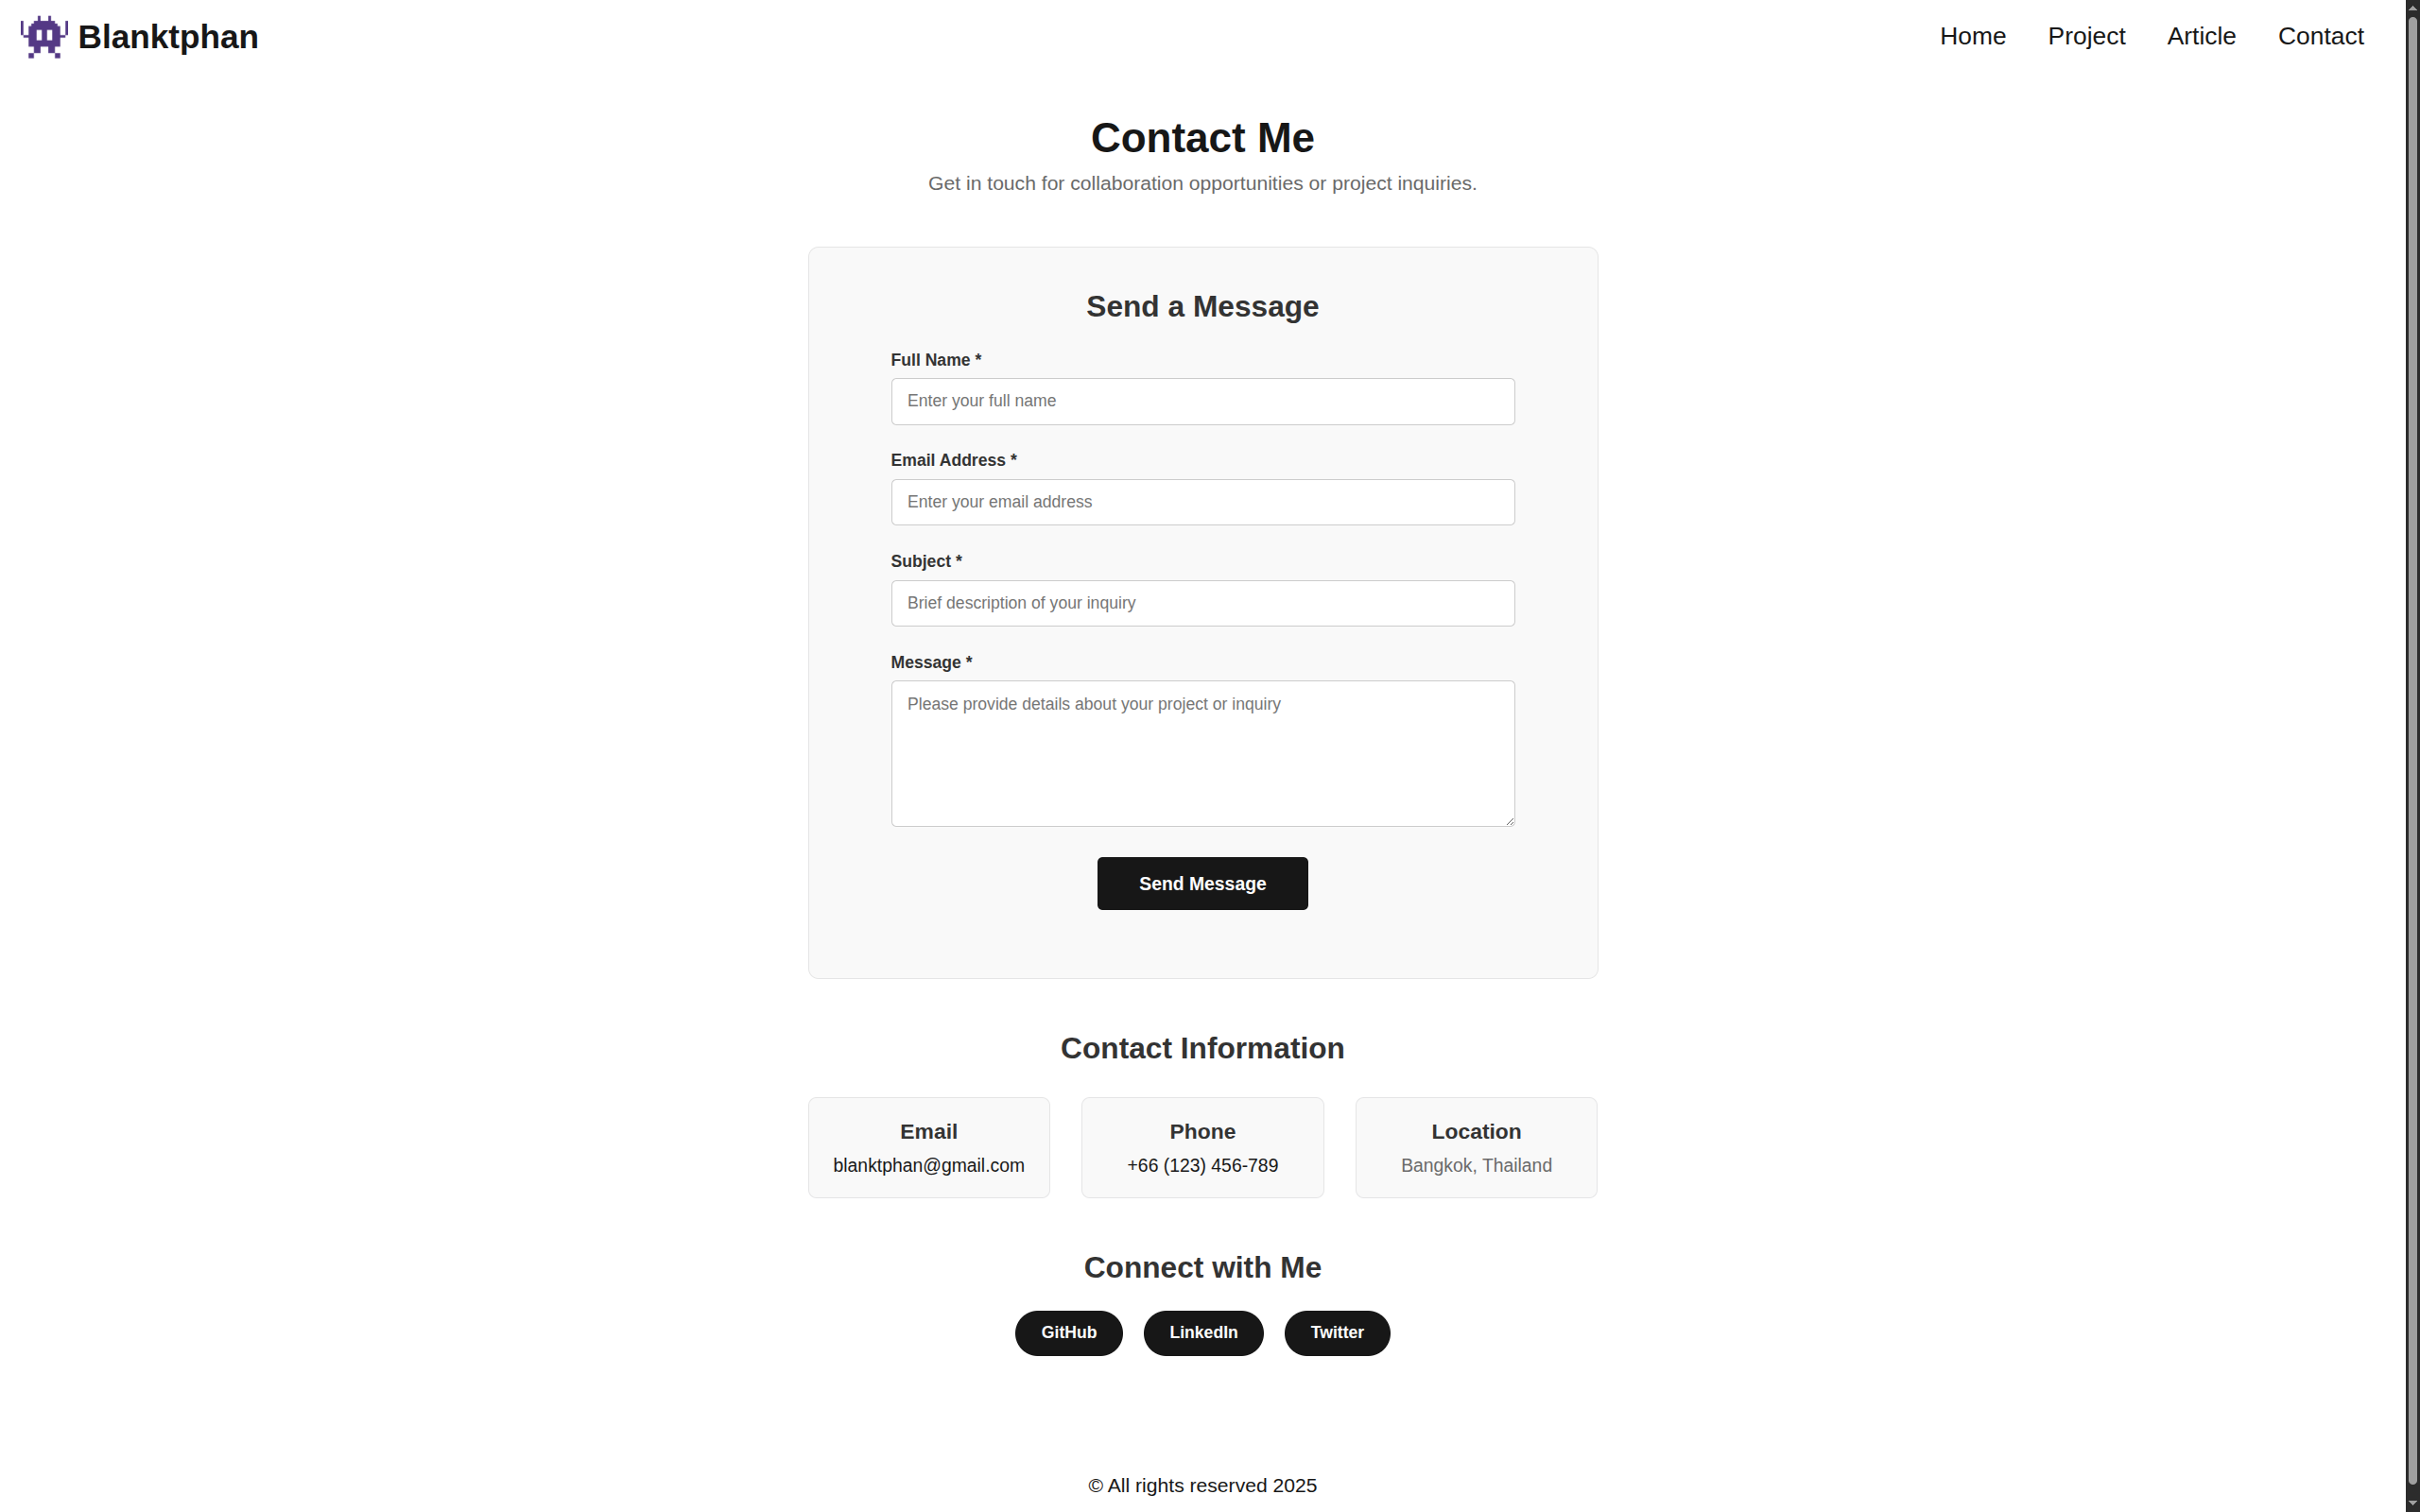 Blanktphan
Home Project Article Contact
Contact Me
Get in touch for collaboration opportunities or project inquiries.
Send a Message
Full Name *
Enter your full name
Email Address *
Enter your email address
Subject *
Brief description of your inquiry
Message *
Please provide details about your project or inquiry
Send Message
Contact Information
Email
blanktphan@gmail.com
Phone
+66 (123) 456-789
Location
Bangkok, Thailand
Connect with Me
GitHub LinkedIn Twitter
© All rights reserved 2025